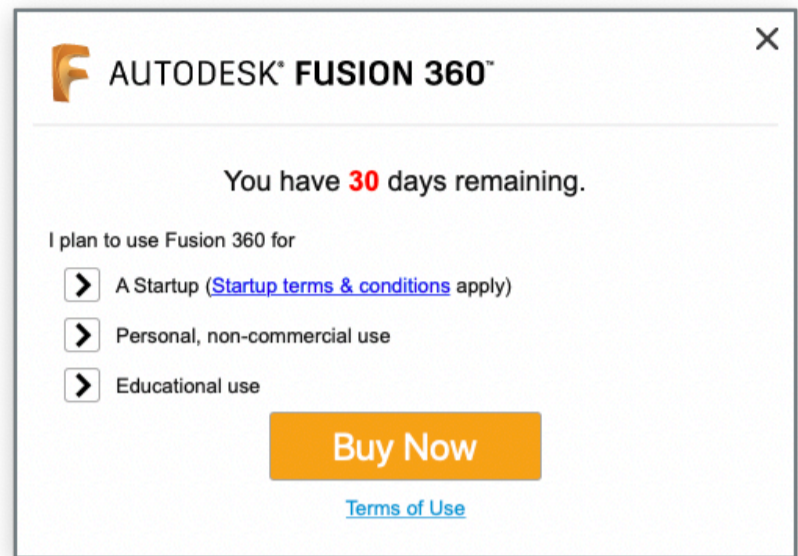 AUTODESK® FUSION 360™
You have 30 days remaining.
I plan to use Fusion 360 for
A Startup (Startup terms & conditions apply)
Personal, non-commercial use
Educational use
Buy Now
Terms of Use